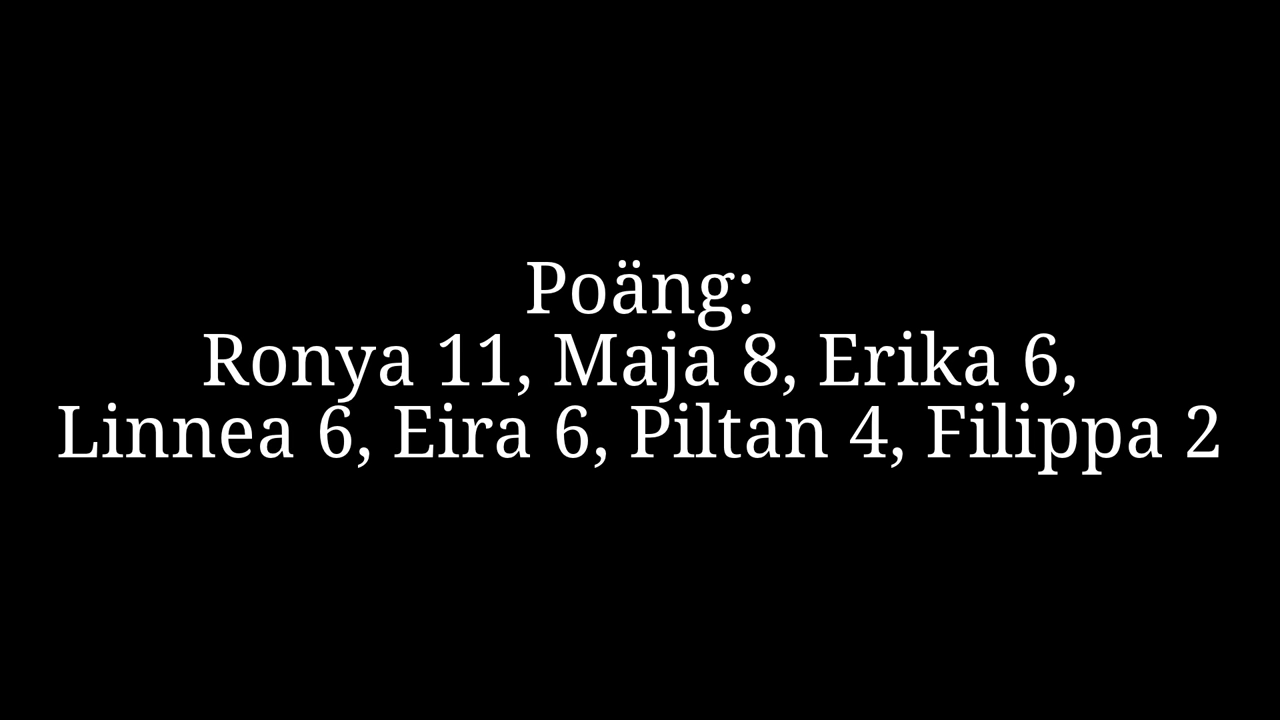 Poäng:
Ronya 11, Maja 8, Erika 6,
Linnea 6, Eira 6, Piltan 4, Filippa 2